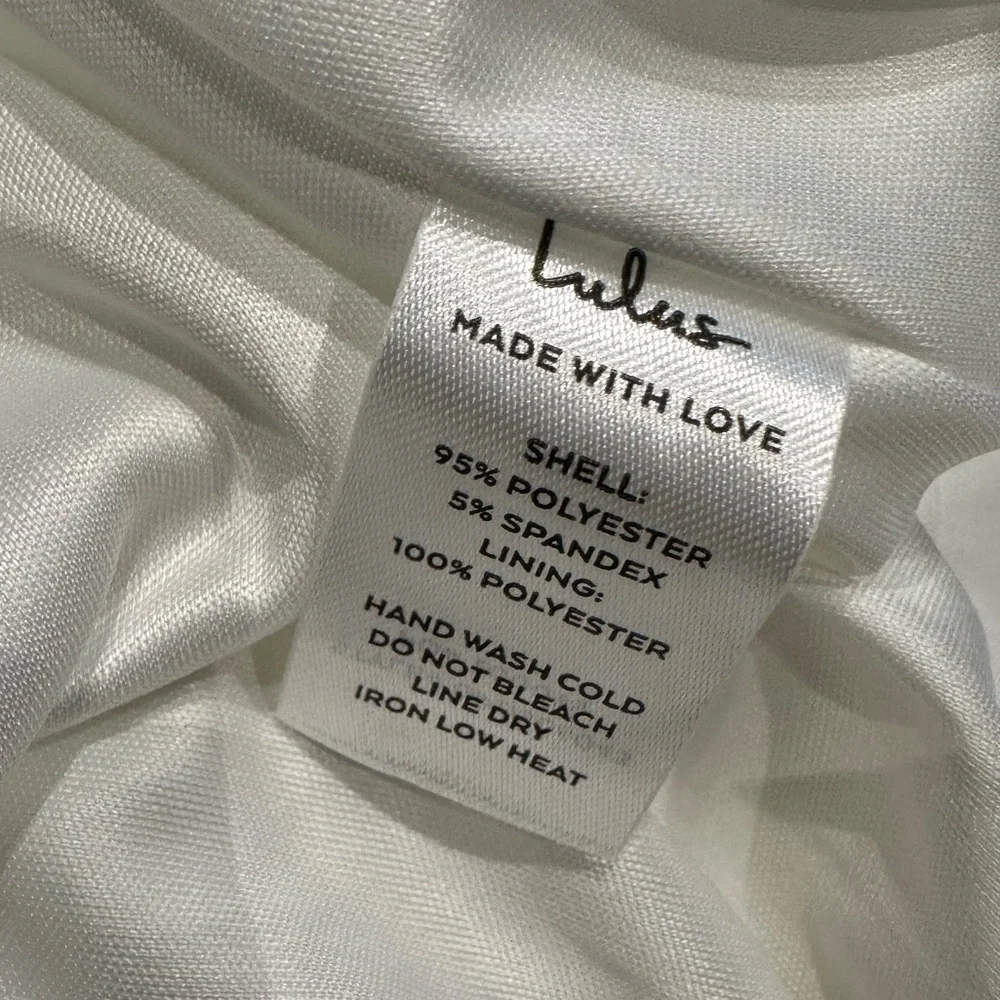 Lulus
MADE WITH LOVE
SHELL:
95% POLYESTER
5% SPANDEX
LINING:
100% POLYESTER
HAND WASH COLD
DO NOT BLEACH
LINE DRY
IRON LOW HEAT